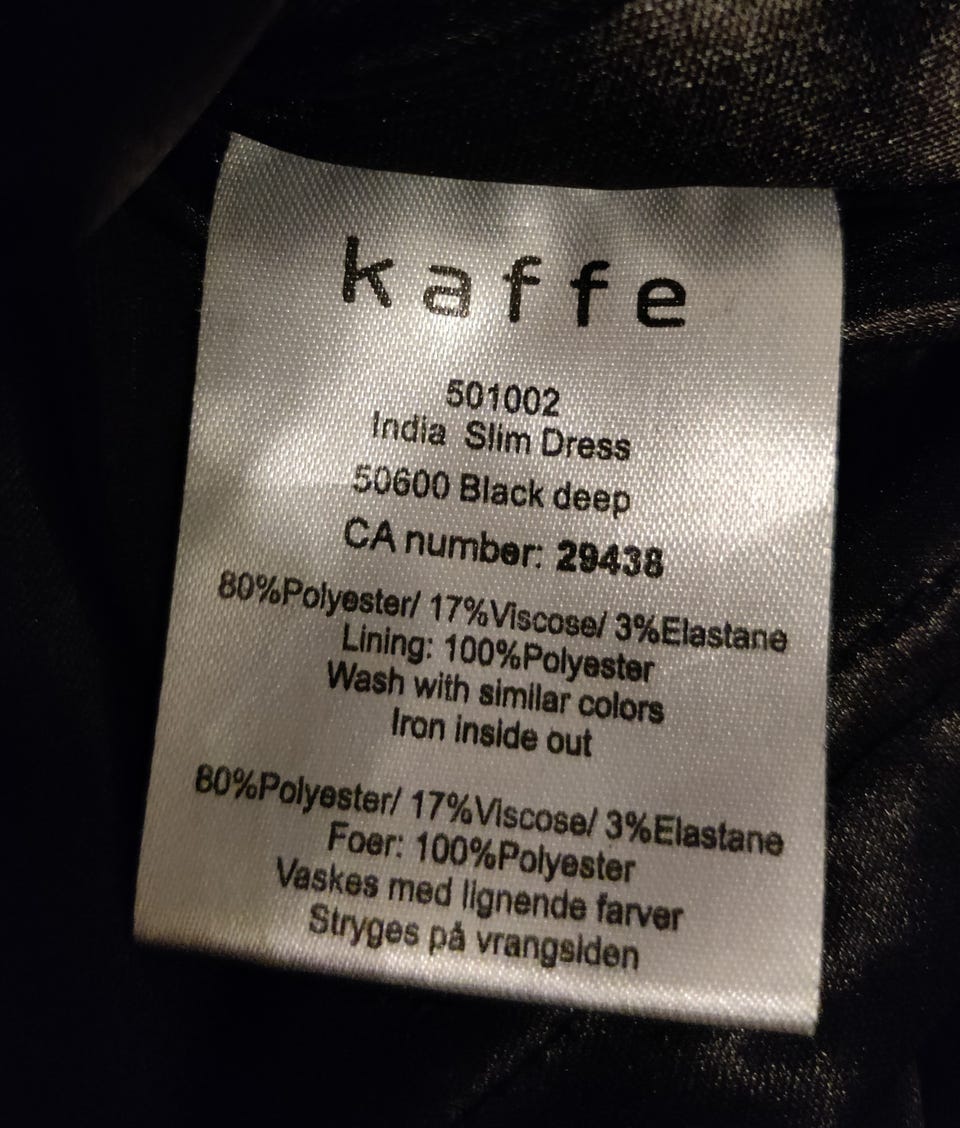 kaffe
501002
India Slim Dress
50600 Black deep
CA number: 29438
80%Polyester/ 17%Viscose/ 3%Elastane
Lining: 100%Polyester
Wash with similar colors
Iron inside out
80%Polyester/ 17%Viscose/ 3%Elastane
Foer: 100%Polyester
Vaskes med lignende farver
Stryges på vrangsiden